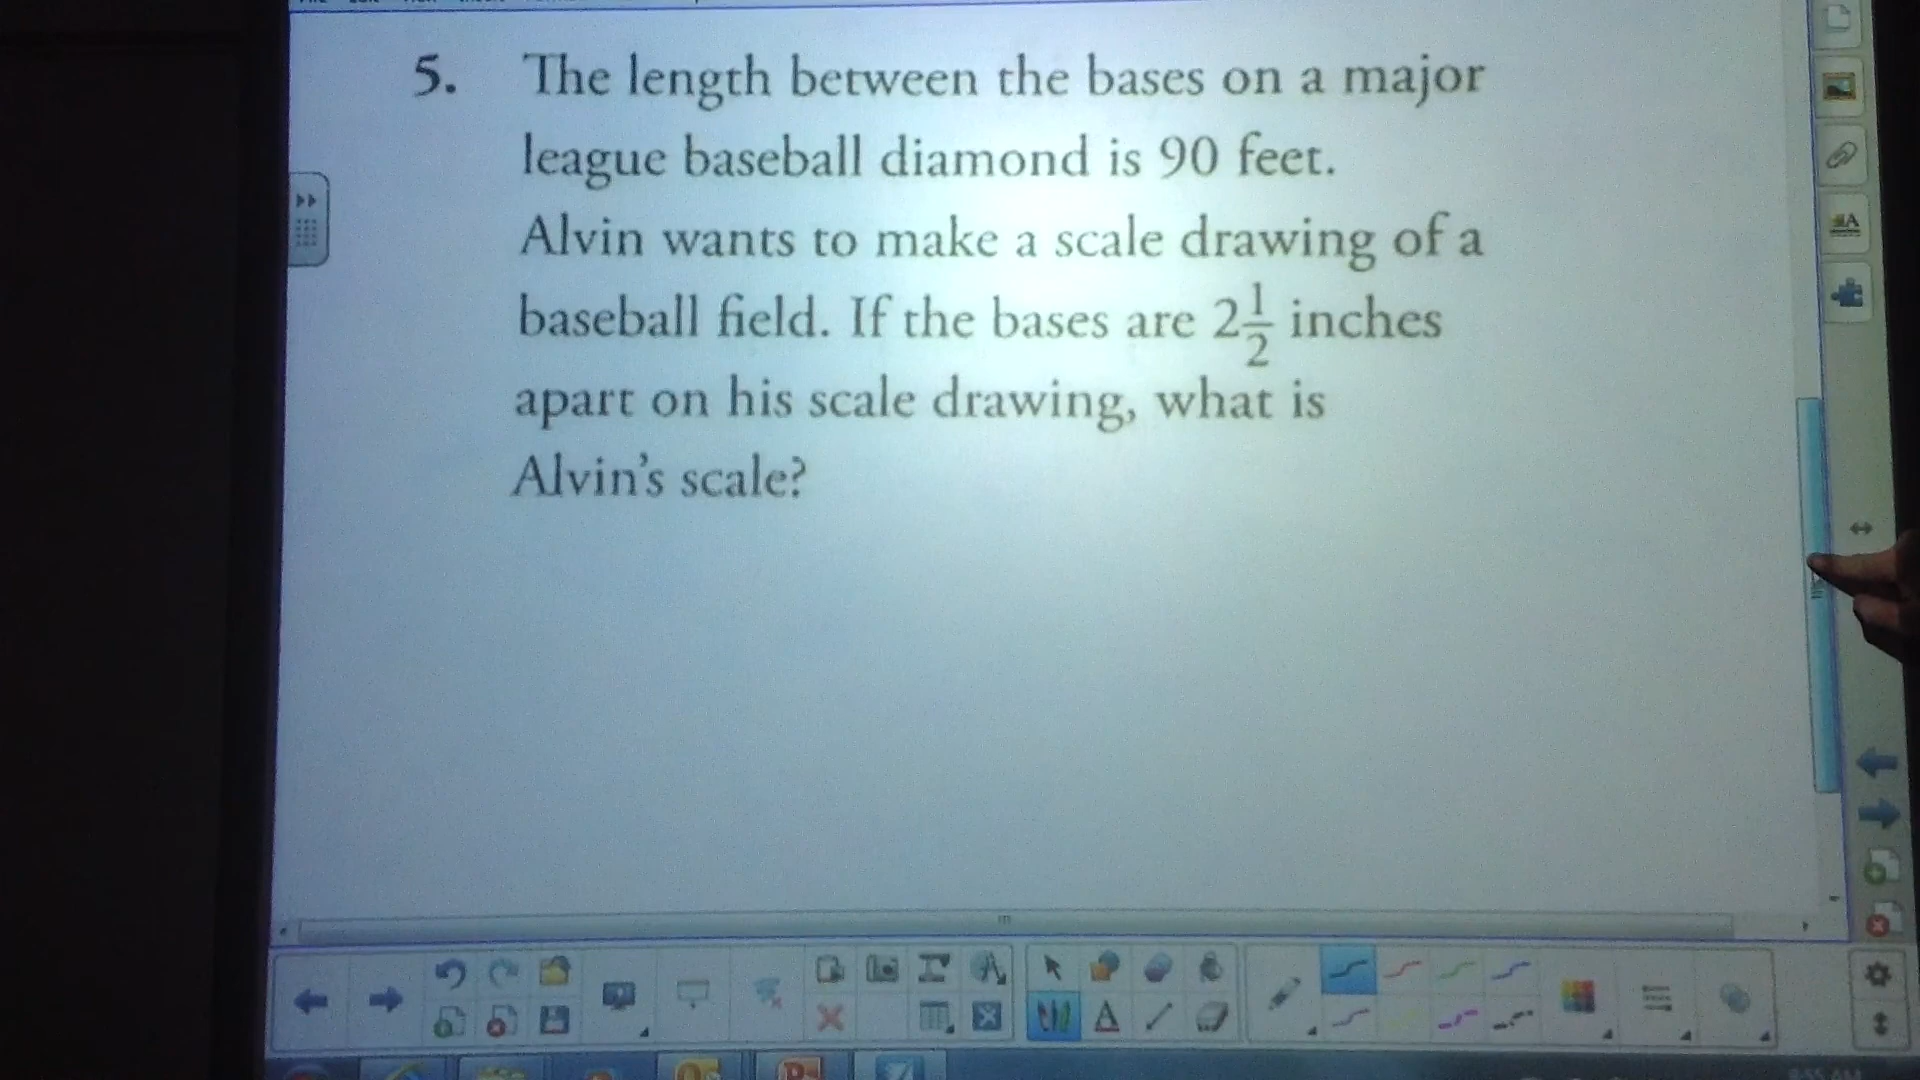 5. The length between the bases on a major
league baseball diamond is 90 feet.
Alvin wants to make a scale drawing of a
baseball field. If the bases are 2 1/2 inches
apart on his scale drawing, what is
Alvin's scale?